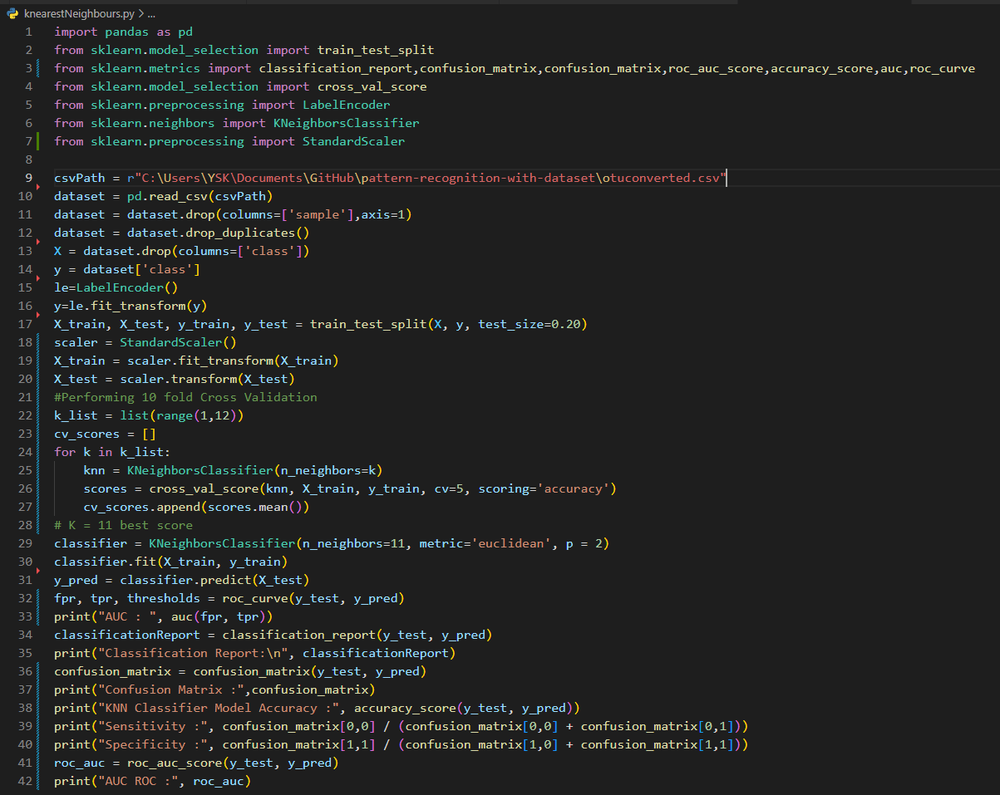 knearestNeighbours.py > ...
1 import pandas as pd
2 from sklearn.model_selection import train_test_split
3 from sklearn.metrics import classification_report,confusion_matrix,confusion_matrix,roc_auc_score,accuracy_score,auc,roc_curve
4 from sklearn.model_selection import cross_val_score
5 from sklearn.preprocessing import LabelEncoder
6 from sklearn.neighbors import KNeighborsClassifier
7 from sklearn.preprocessing import StandardScaler
8
9 csvPath = r"C:\Users\YSK\Documents\GitHub\pattern-recognition-with-dataset\otuconverted.csv"
10 dataset = pd.read_csv(csvPath)
11 dataset = dataset.drop(columns=['sample'],axis=1)
12 dataset = dataset.drop_duplicates()
13 X = dataset.drop(columns=['class'])
14 y = dataset['class']
15 le=LabelEncoder()
16 y=le.fit_transform(y)
17 X_train, X_test, y_train, y_test = train_test_split(X, y, test_size=0.20)
18 scaler = StandardScaler()
19 X_train = scaler.fit_transform(X_train)
20 X_test = scaler.transform(X_test)
21 #Performing 10 fold Cross Validation
22 k_list = list(range(1,12))
23 cv_scores = []
24 for k in k_list:
25     knn = KNeighborsClassifier(n_neighbors=k)
26     scores = cross_val_score(knn, X_train, y_train, cv=5, scoring='accuracy')
27     cv_scores.append(scores.mean())
28 # K = 11 best score
29 classifier = KNeighborsClassifier(n_neighbors=11, metric='euclidean', p = 2)
30 classifier.fit(X_train, y_train)
31 y_pred = classifier.predict(X_test)
32 fpr, tpr, thresholds = roc_curve(y_test, y_pred)
33 print("AUC : ", auc(fpr, tpr))
34 classificationReport = classification_report(y_test, y_pred)
35 print("Classification Report:\n", classificationReport)
36 confusion_matrix = confusion_matrix(y_test, y_pred)
37 print("Confusion Matrix :",confusion_matrix)
38 print("KNN Classifier Model Accuracy :", accuracy_score(y_test, y_pred))
39 print("Sensitivity :", confusion_matrix[0,0] / (confusion_matrix[0,0] + confusion_matrix[0,1]))
40 print("Specificity :", confusion_matrix[1,1] / (confusion_matrix[1,0] + confusion_matrix[1,1]))
41 roc_auc = roc_auc_score(y_test, y_pred)
42 print("AUC ROC :", roc_auc)